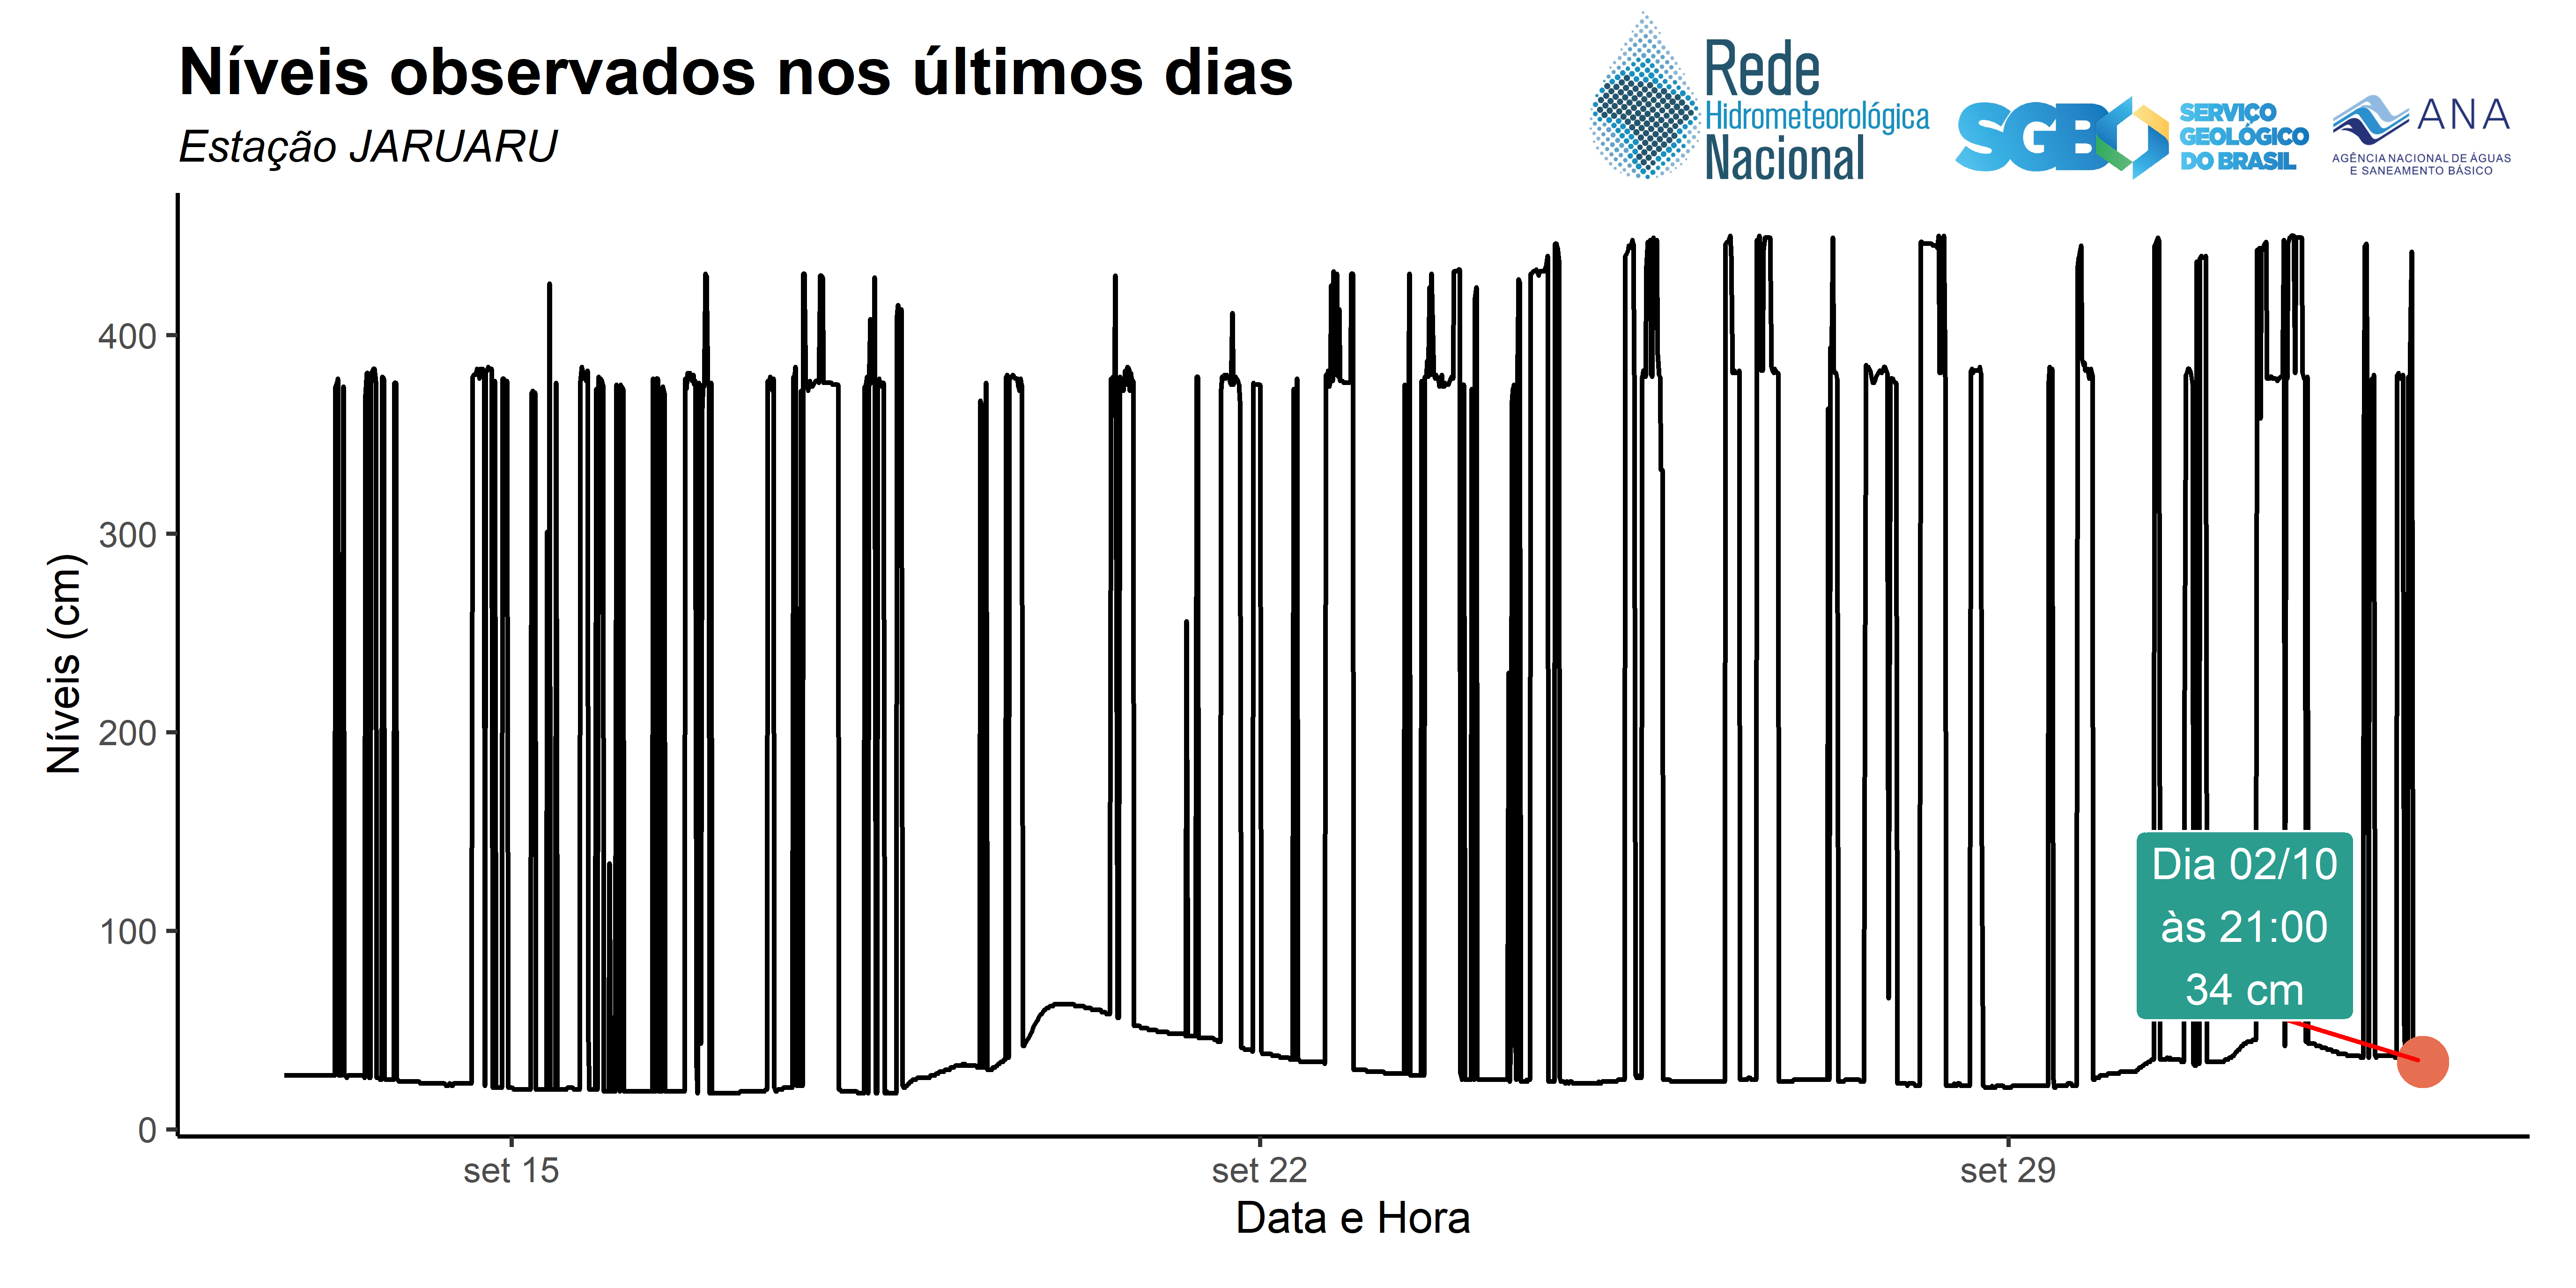 Níveis observados nos últimos dias
Estação JARUARU
Rede
Hidrometeorológica
Nacional
SGB
SERVIÇO
GEOLÓGICO
DO BRASIL
ANA
AGÊNCIA NACIONAL DE ÁGUAS
E SANEAMENTO BÁSICO
Níveis (cm)
400
300
200
100
0
Dia 02/10
às 21:00
34 cm
set 15
set 22
set 29
Data e Hora